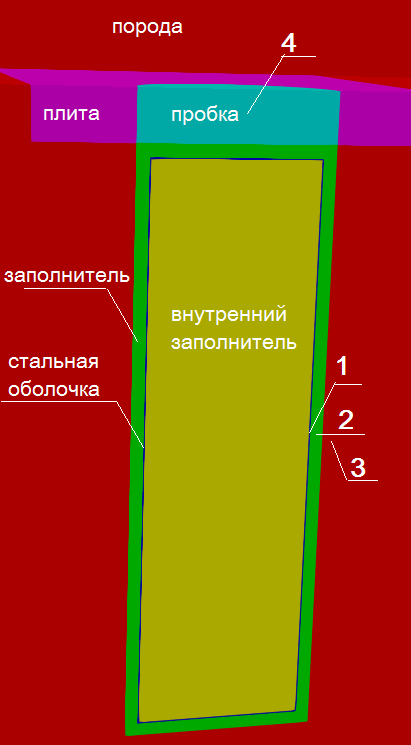 порода
4
плита
пробка
заполнитель
внутренний
заполнитель
стальная
оболочка
1
2
3